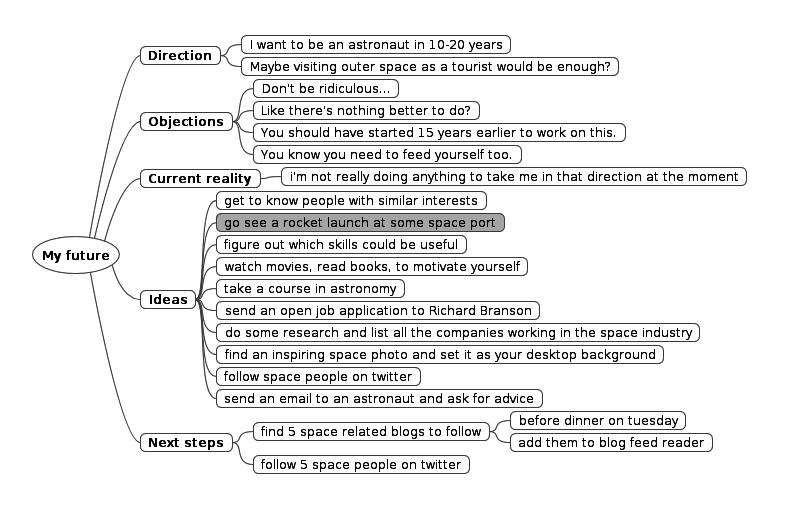 My future
Direction
I want to be an astronaut in 10-20 years
Maybe visiting outer space as a tourist would be enough?
Objections
Don't be ridiculous...
Like there's nothing better to do?
You should have started 15 years earlier to work on this.
You know you need to feed yourself too.
Current reality
i'm not really doing anything to take me in that direction at the moment
Ideas
get to know people with similar interests
go see a rocket launch at some space port
figure out which skills could be useful
watch movies, read books, to motivate yourself
take a course in astronomy
send an open job application to Richard Branson
do some research and list all the companies working in the space industry
find an inspiring space photo and set it as your desktop background
follow space people on twitter
send an email to an astronaut and ask for advice
Next steps
find 5 space related blogs to follow
before dinner on tuesday
add them to blog feed reader
follow 5 space people on twitter